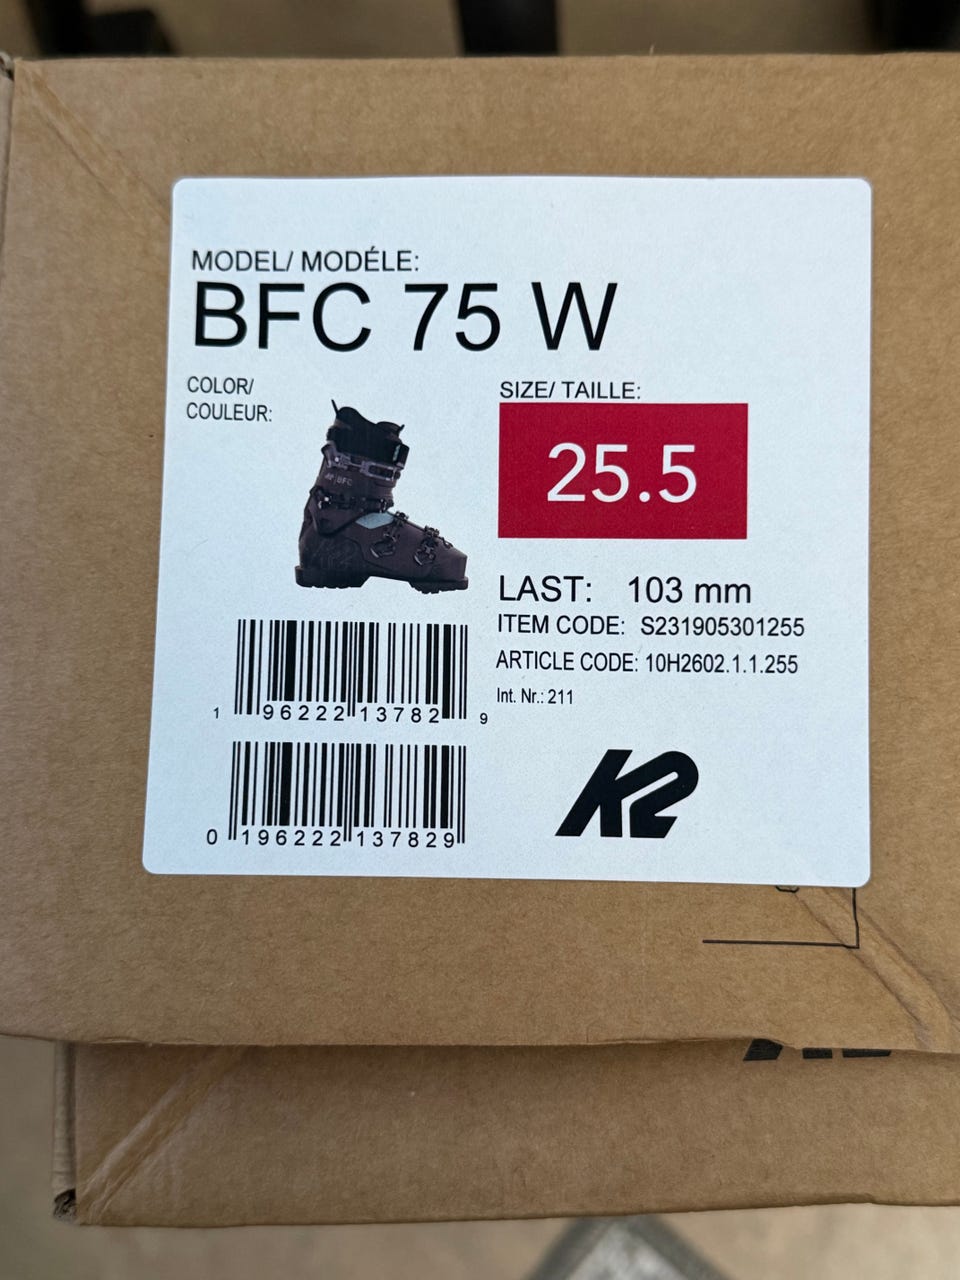 MODEL/ MODÉLE:
BFC 75 W
COLOR/
COULEUR:
SIZE/ TAILLE:
25.5
BFC
LAST: 103 mm
ITEM CODE: S231905301255
ARTICLE CODE: 10H2602.1.1.255
Int. Nr.: 211
1 96222 13782 9
0 196222 137829
K2